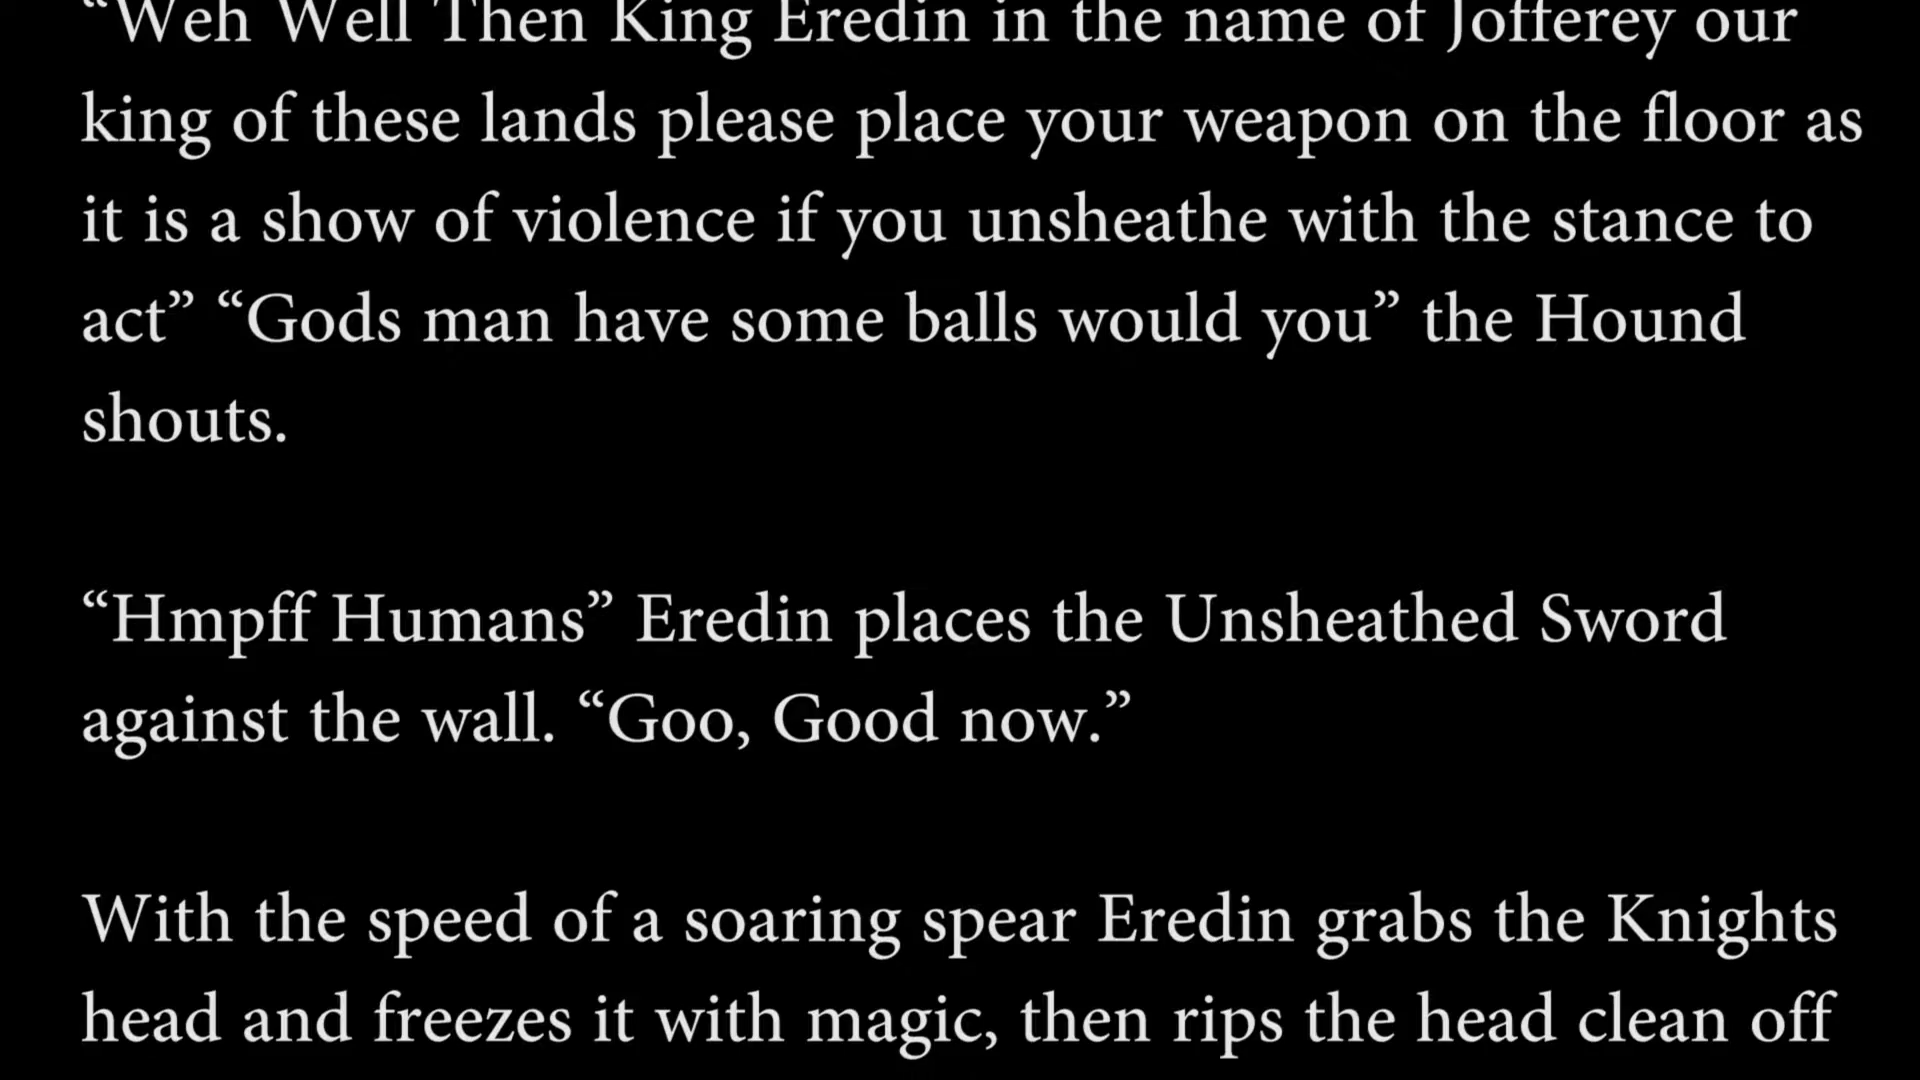 “Weh Well Then King Eredin in the name of Jofferey our
king of these lands please place your weapon on the floor as
it is a show of violence if you unsheathe with the stance to
act” “Gods man have some balls would you” the Hound
shouts.
“Hmpff Humans” Eredin places the Unsheathed Sword
against the wall. “Goo, Good now.”
With the speed of a soaring spear Eredin grabs the Knights
head and freezes it with magic, then rips the head clean off